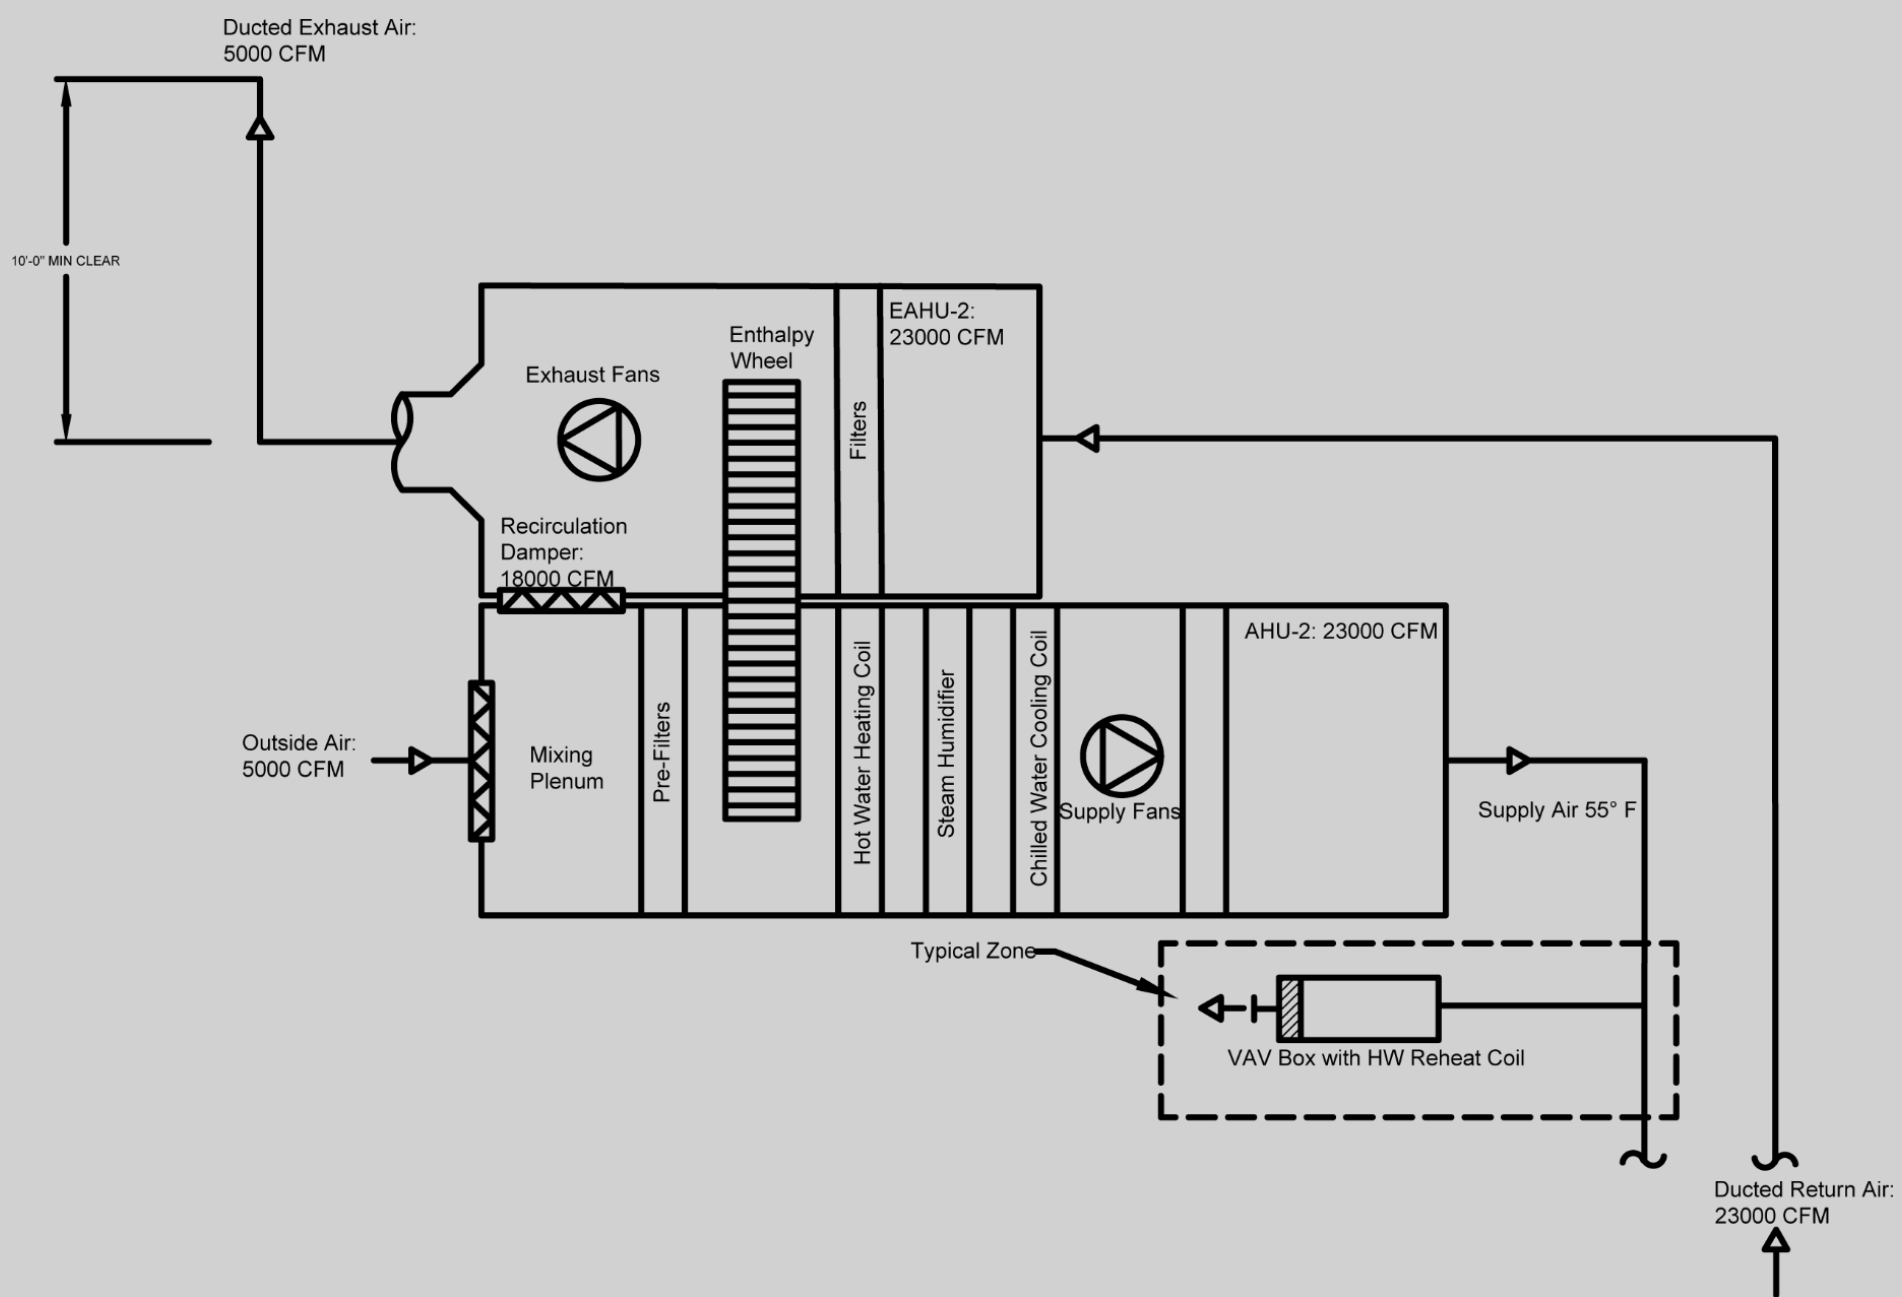 Ducted Exhaust Air:
5000 CFM
10'-0" MIN CLEAR
EAHU-2:
23000 CFM
Enthalpy
Wheel
Exhaust Fans
Filters
Recirculation
Damper:
18000 CFM
AHU-2: 23000 CFM
Outside Air:
5000 CFM
Mixing
Plenum
Pre-Filters
Hot Water Heating Coil
Steam Humidifier
Chilled Water Cooling Coil
Supply Fans
Supply Air 55° F
Typical Zone
VAV Box with HW Reheat Coil
Ducted Return Air:
23000 CFM